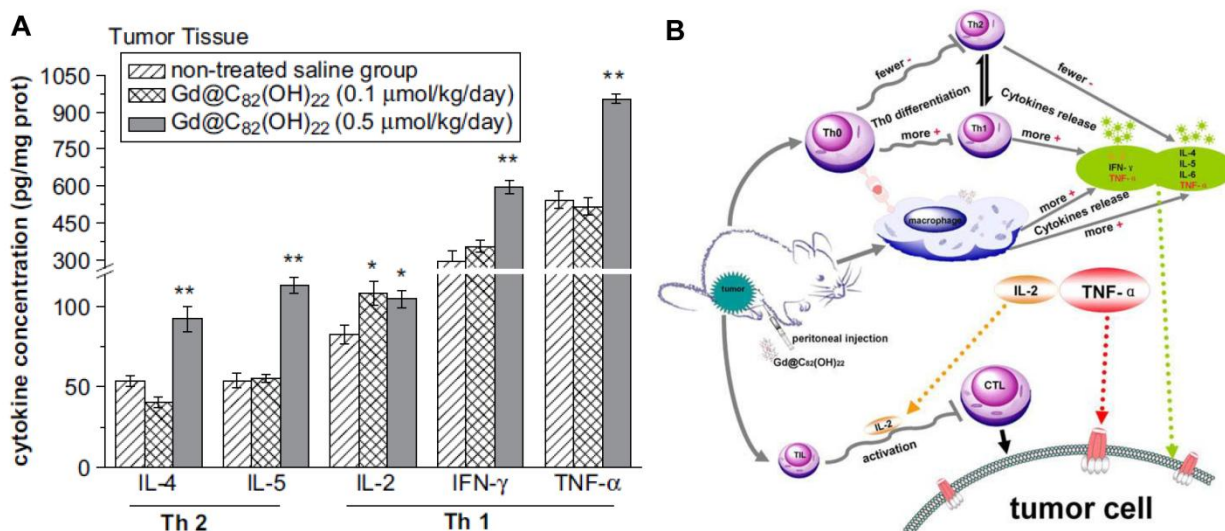 A
Tumor Tissue
non-treated saline group
Gd@C82(OH)22 (0.1 μmol/kg/day)
Gd@C82(OH)22 (0.5 μmol/kg/day)
cytokine concentration (pg/mg prot)
1050
900
750
600
450
300
100
50
0
**
**
*
*
**
**
IL-4
IL-5
IL-2
IFN-γ
TNF-α
Th 2
Th 1
B
Th2
fewer -
fewer -
Th0 differentiation
Cytokines release
Th0
more +
Th1
more +
IFN-γ
TNF-α
IL-4
IL-5
IL-6
TNF-α
macrophage
more +
Cytokines release
more +
tumor
peritoneal injection
Gd@C82(OH)22
IL-2
TNF-α
CTL
IL-2
activation
TIL
tumor cell